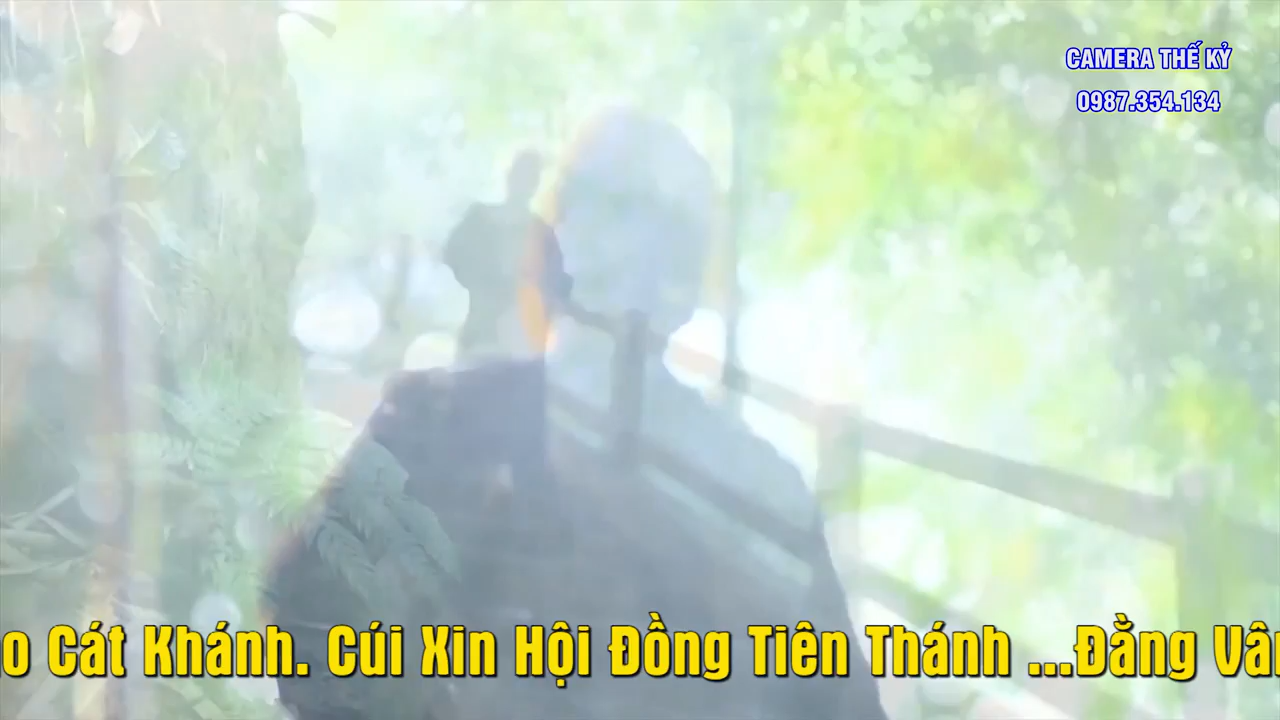 CAMERA THẾ KỶ
0987.354.134
Cát Khánh. Cúi Xin Hội Đồng Tiên Thánh ...Đằng